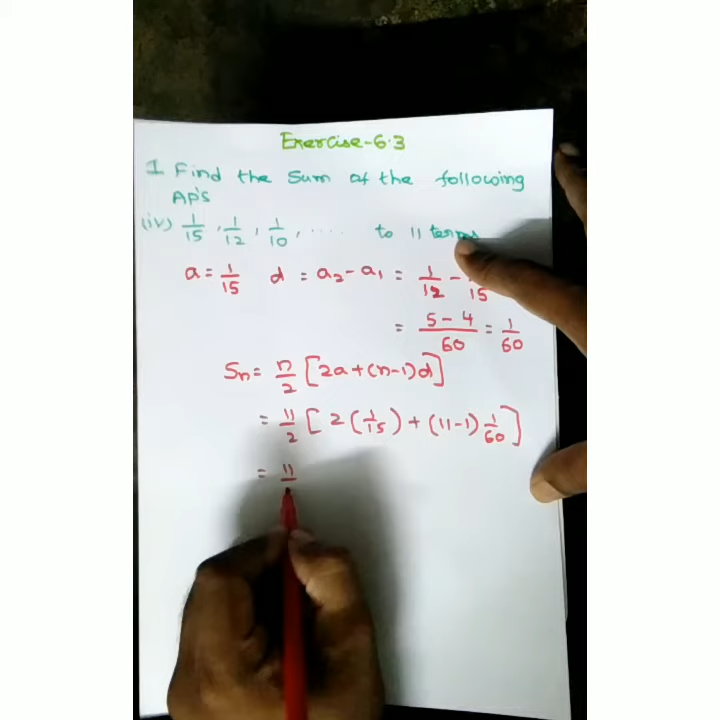 Exercise-6.3
1 Find the Sum of the following
AP'S
(iv) 1/15, 1/12, 1/10, .... to 11 terms
a = 1/15 d = a₂ - a₁ = 1/12 - /15
= 5-4/60 = 1/60
Sn = n/2 [2a+(n-1)d]
= 11/2 [2(1/15) + (11-1) 1/60]
= 11/